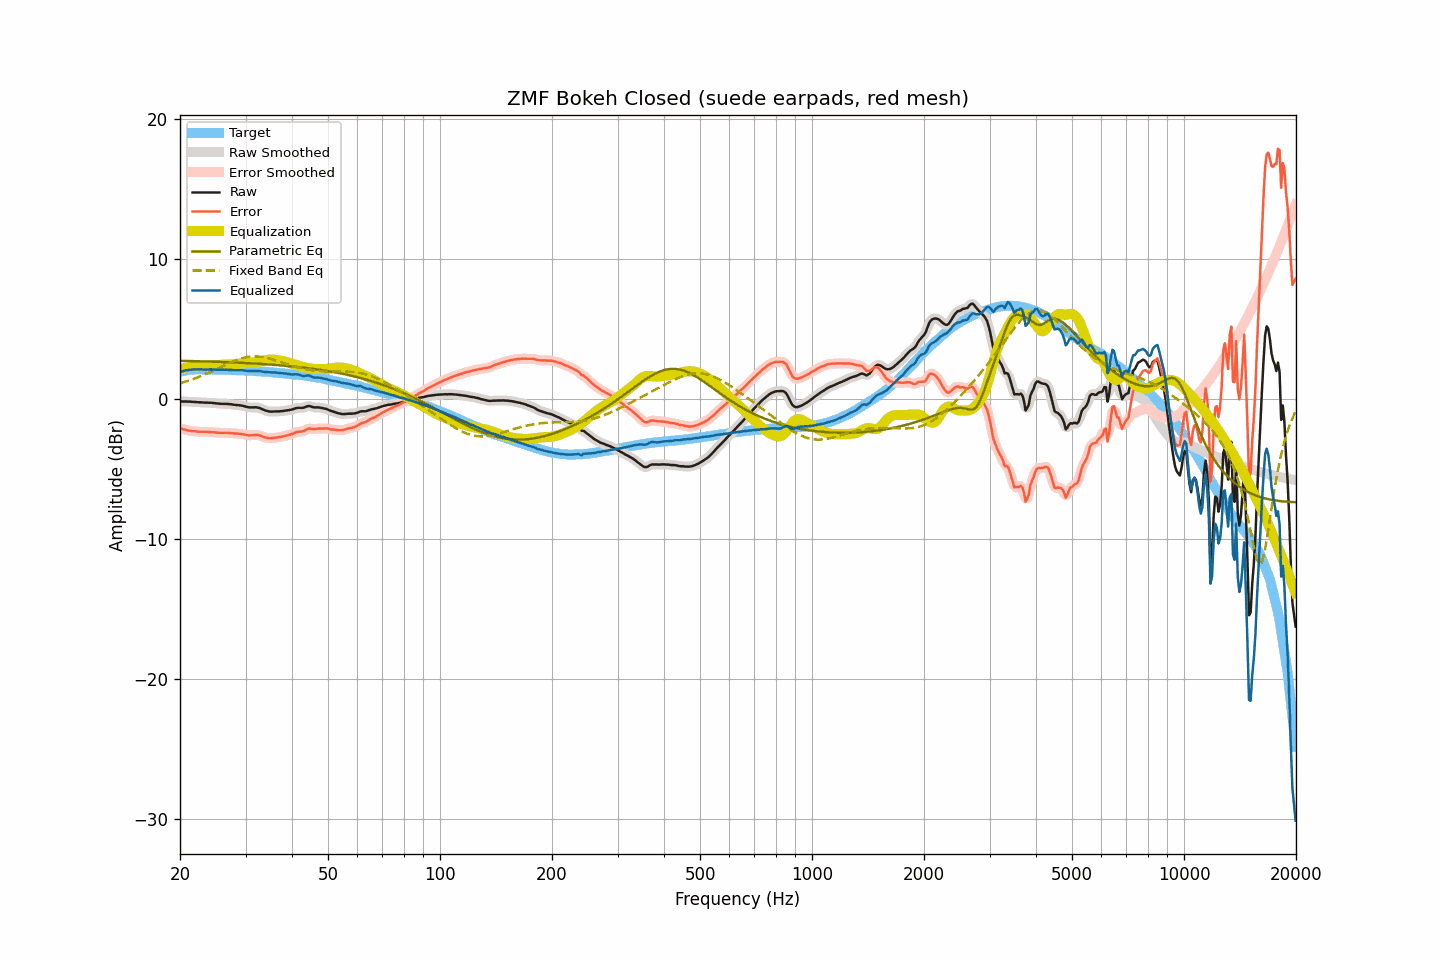 ZMF Bokeh Closed (suede earpads, red mesh)
20
10
0
−10
−20
−30
Amplitude (dBr)
Target
Raw Smoothed
Error Smoothed
Raw
Error
Equalization
Parametric Eq
Fixed Band Eq
Equalized
20 50 100 200 500 1000 2000 5000 10000 20000
Frequency (Hz)